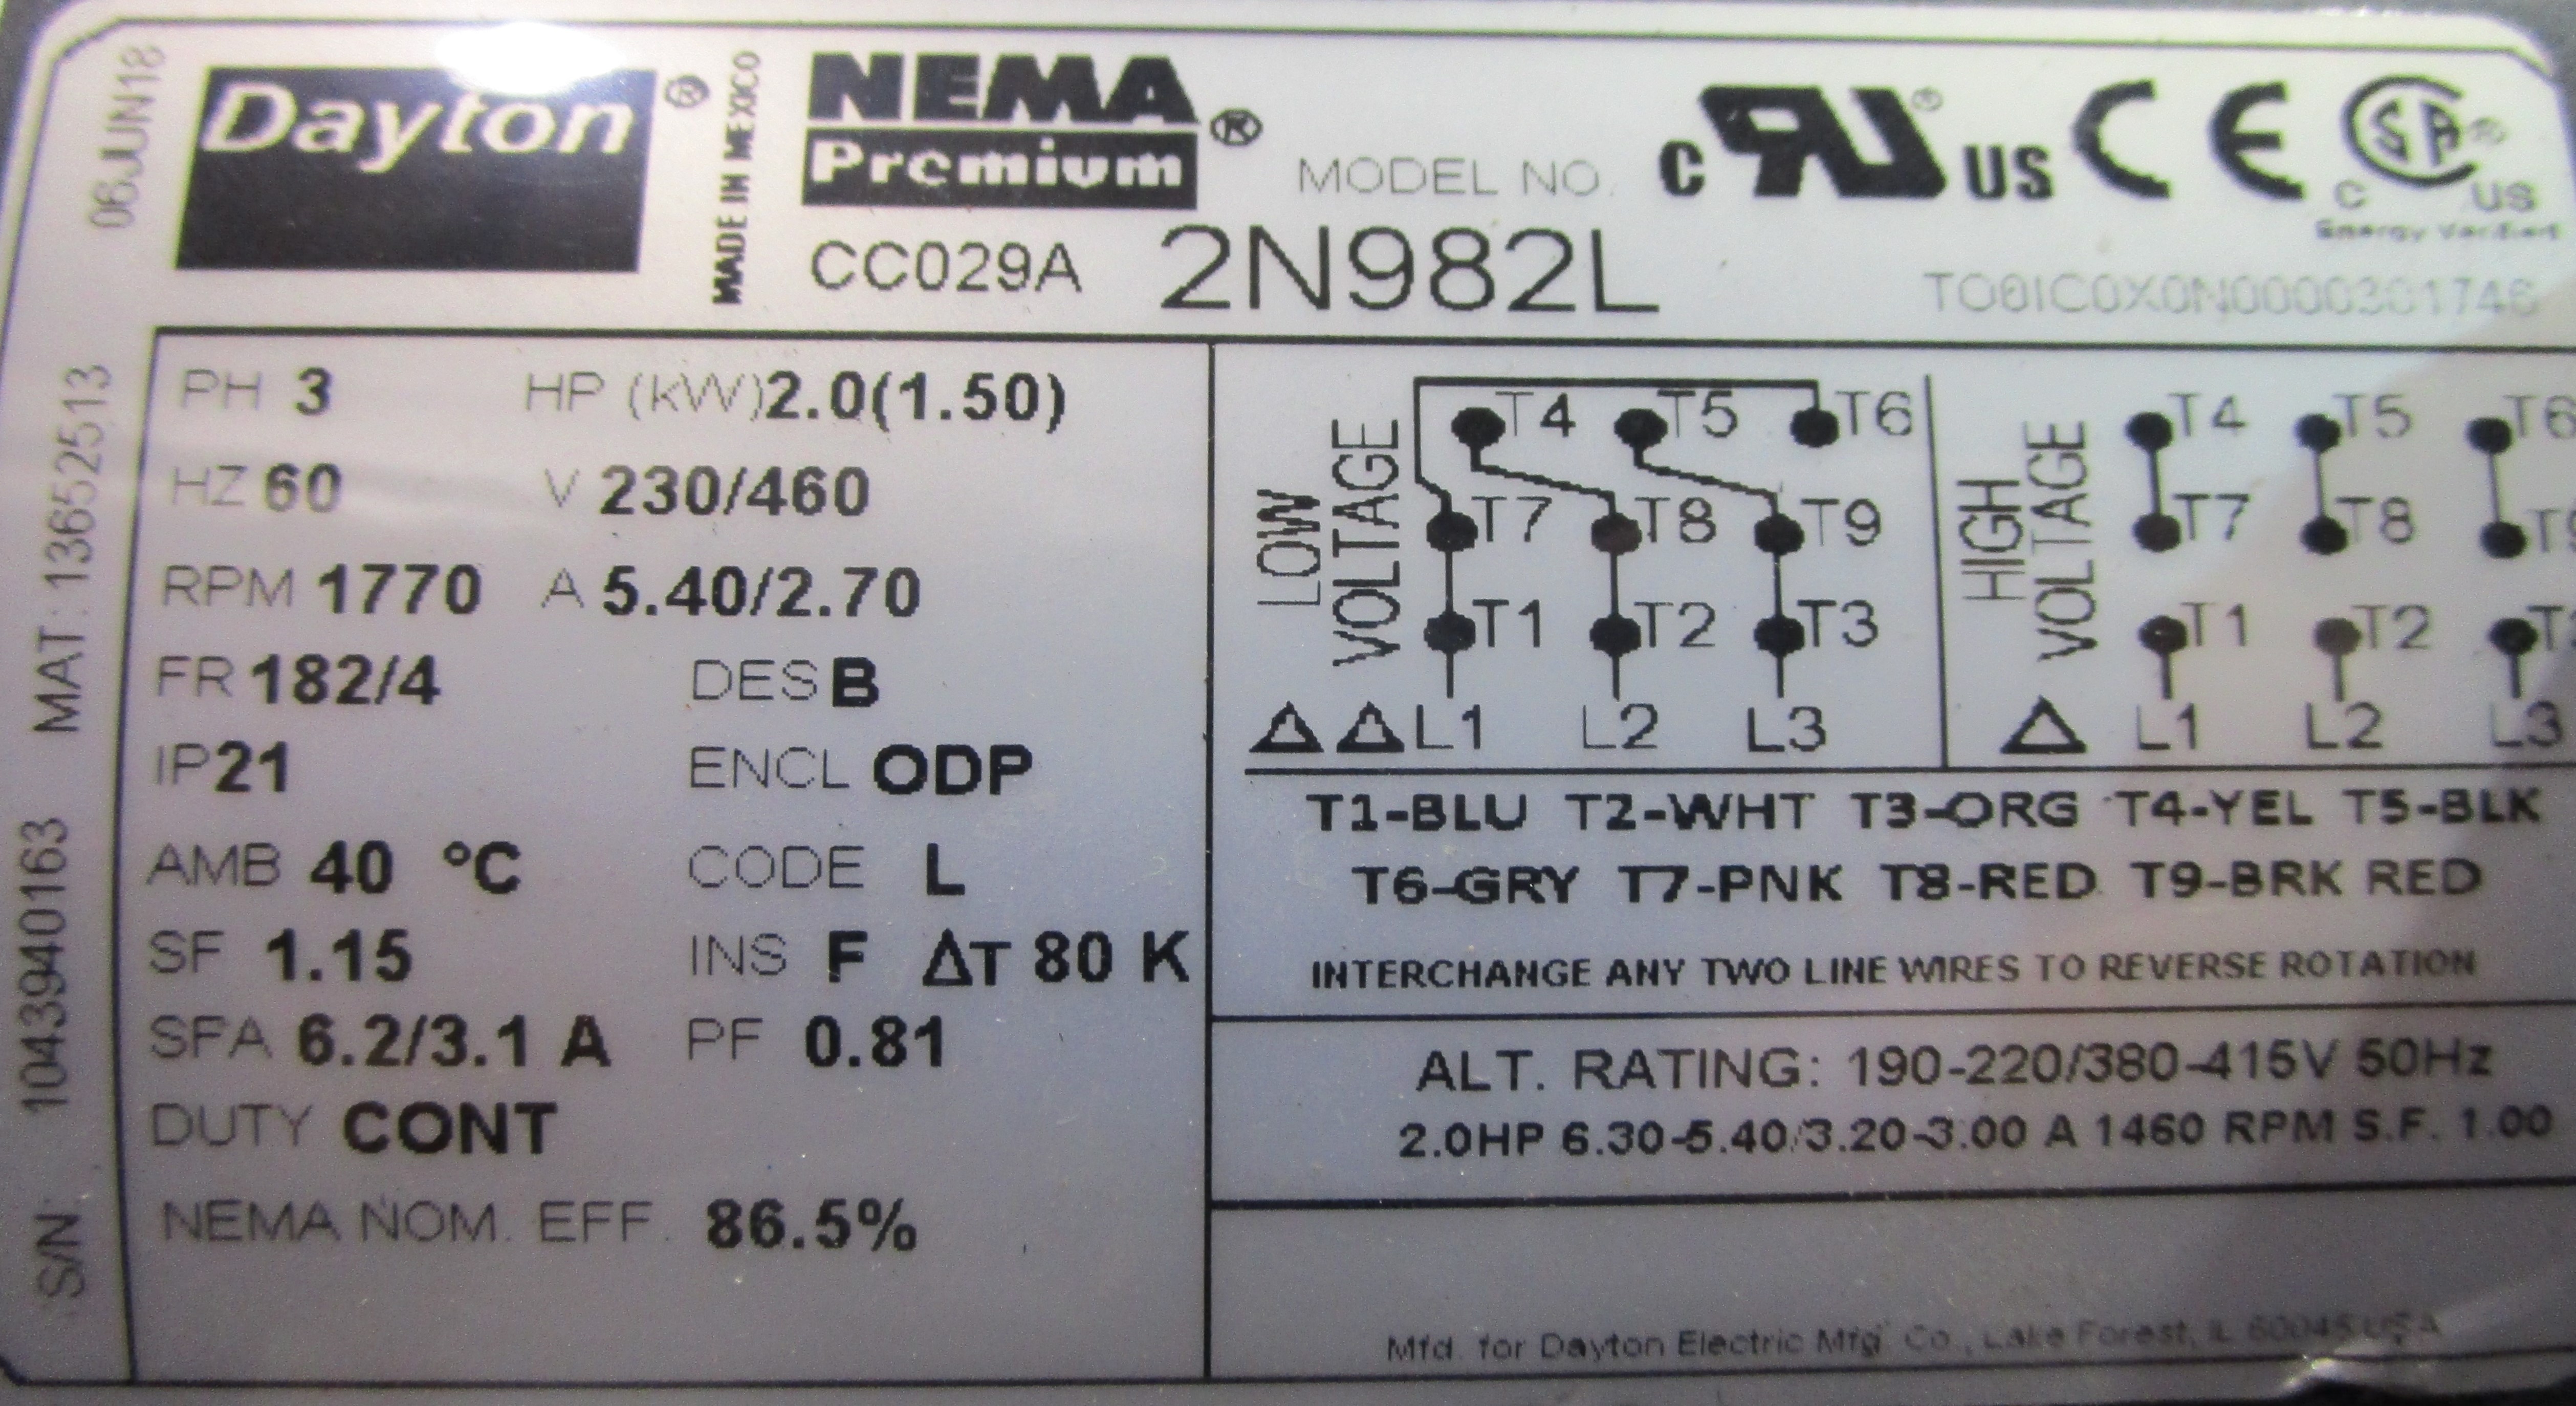 06JUN18
MAT: 13652513
S/N: 1043940163
Dayton®
MADE IN MEXICO
NEMA
Premium®
MODEL NO.
CC029A 2N982L
c RU® US CE
SA®
C US
Energy Verified
PH 3 HP (kW) 2.0(1.50)
HZ 60 V 230/460
RPM 1770 A 5.40/2.70
FR 182/4 DES B
IP21 ENCL ODP
AMB 40 °C CODE L
SF 1.15 INS F ΔT 80 K
SFA 6.2/3.1 A PF 0.81
DUTY CONT
NEMA NOM. EFF. 86.5%
LOW
VOLTAGE
T4 T5 T6
T7 T8 T9
T1 T2 T3
△△ L1 L2 L3
HIGH
VOLTAGE
T4 T5 T6
T7 T8
T1 T2
△ L1 L2 L3
T1-BLU T2-WHT T3-ORG T4-YEL T5-BLK
T6-GRY T7-PNK T8-RED T9-BRK RED
INTERCHANGE ANY TWO LINE WIRES TO REVERSE ROTATION
ALT. RATING: 190-220/380-415V 50Hz
2.0HP 6.30-5.40/3.20-3.00 A 1460 RPM S.F. 1.00
Mfd. for Dayton Electric Mfg. Co., Lake Forest, IL 60045 USA